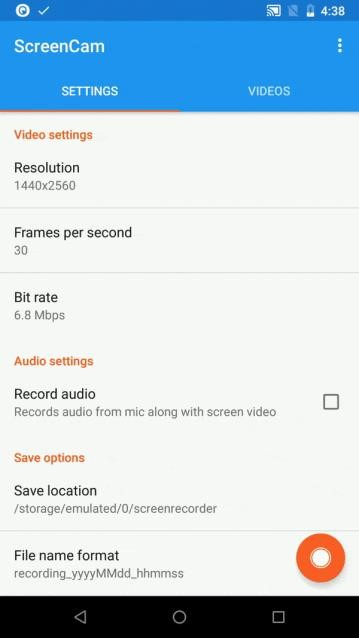 4:38
ScreenCam
SETTINGS
VIDEOS
Video settings
Resolution
1440x2560
Frames per second
30
Bit rate
6.8 Mbps
Audio settings
Record audio
Records audio from mic along with screen video
Save options
Save location
/storage/emulated/0/screenrecorder
File name format
recording_yyyyMMdd_hhmmss